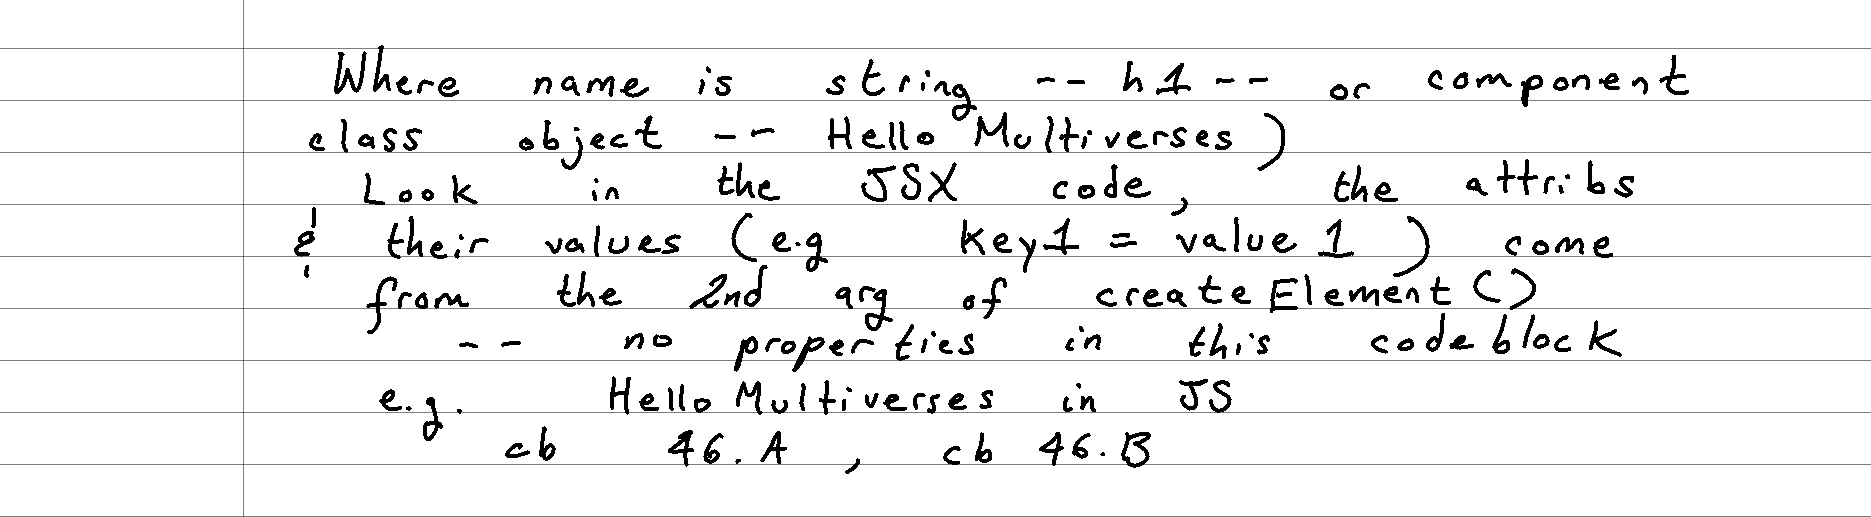 Where name is string -- h1 -- or component
class object -- Hello Multiverses)
Look in the JSX code, the attribs
& their values (e.g key1 = value 1) come
from the 2nd arg of createElement()
-- no properties in this codeblock
e.g. Hello Multiverses in JS
cb 46.A, cb 46.B